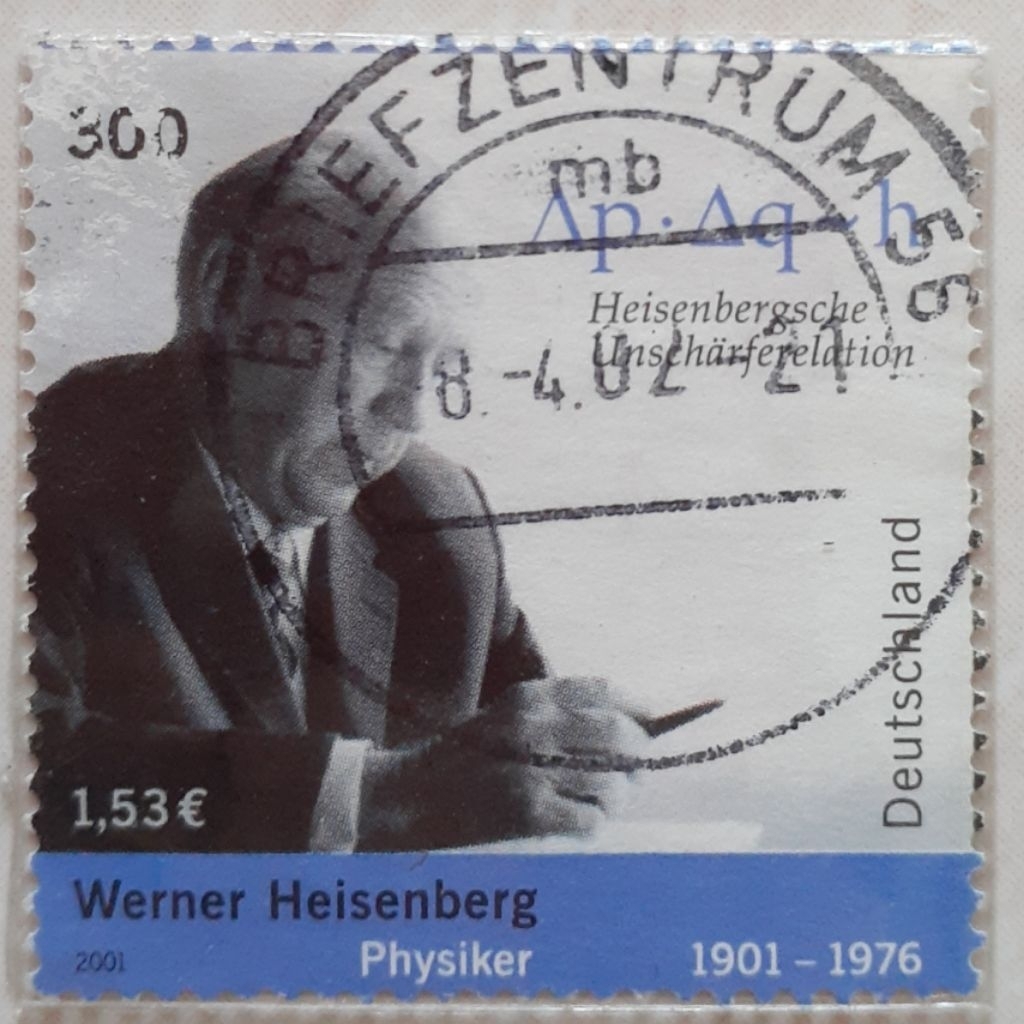 BRIEFZENTRUM 56
mb
300
Δp · Δq ~ h
Heisenbergsche
Unschärferelation
8.-4.02-21
Deutschland
1,53 €
Werner Heisenberg
2001 Physiker 1901 – 1976